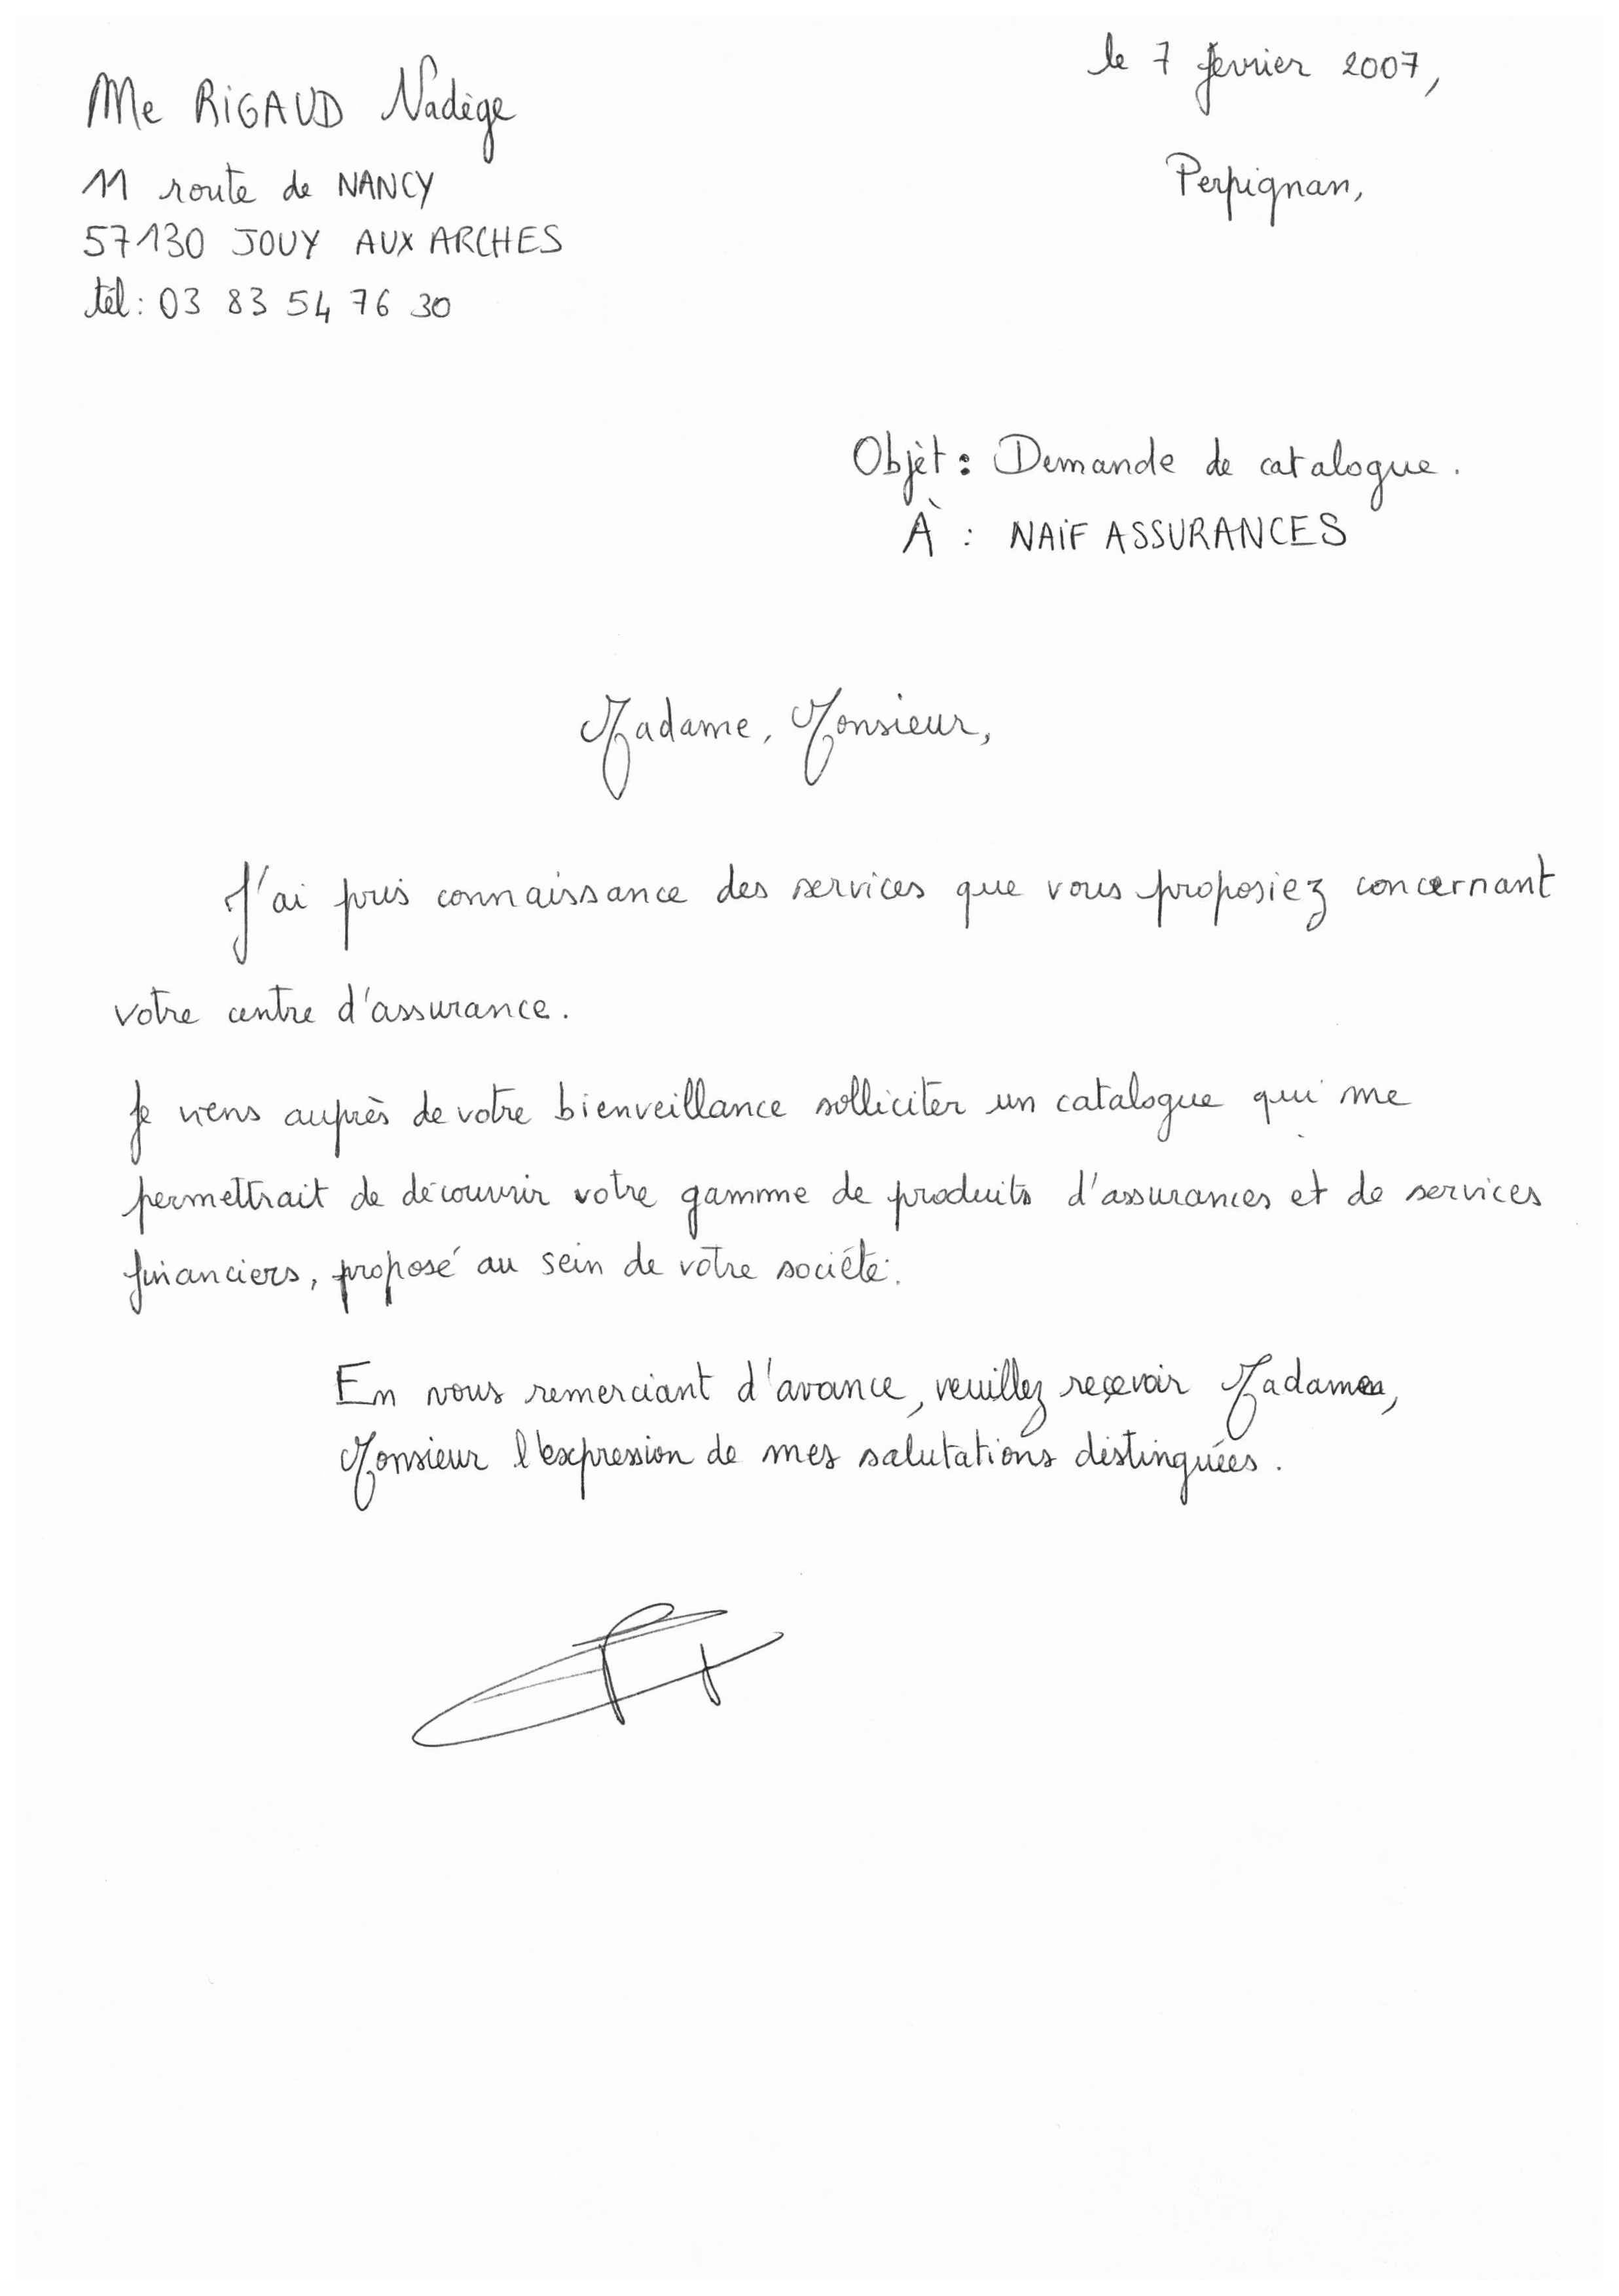 Me RIGAUD Nadège
11 route de NANCY
57130 JOUY AUX ARCHES
tél : 03 83 54 76 30
le 7 fevrier 2007,
Perpignan,
Objèt : Demande de catalogue.
À : NAIF ASSURANCES
Madame, Monsieur,
J'ai pris connaissance des services que vous proposiez concernant
votre centre d'assurance.
Je viens auprès de votre bienveillance solliciter un catalogue qui me
permettrait de découvrir votre gamme de produits d'assurances et de services
financiers, proposé au sein de votre société.
En vous remerciant d'avance, veuillez reçevoir Madame,
Monsieur l'expression de mes salutations distinguées.